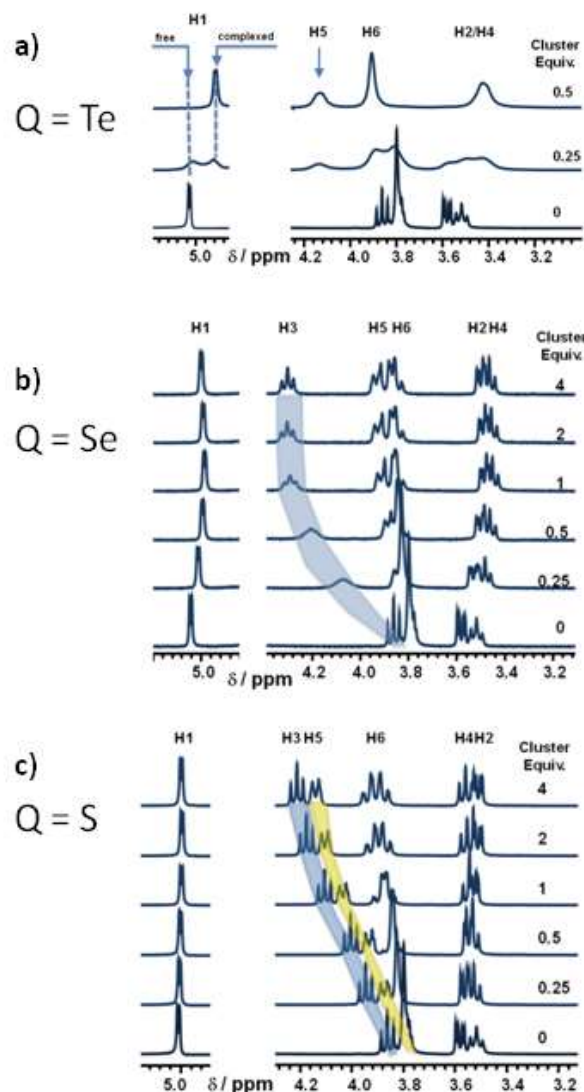 a)
H1
free
complexed
H5
H6
H2/H4
Cluster
Equiv.
Q = Te
0.5
0.25
0
5.0
δ / ppm
4.2
4.0
3.8
3.6
3.4
3.2
b)
H1
H3
H5 H6
H2 H4
Cluster
Equiv.
Q = Se
4
2
1
0.5
0.25
0
5.0
δ / ppm
4.2
4.0
3.8
3.6
3.4
3.2
c)
H1
H3 H5
H6
H4H2
Cluster
Equiv.
Q = S
4
2
1
0.5
0.25
0
5.0
δ / ppm
4.2
4.0
3.8
3.6
3.4
3.2